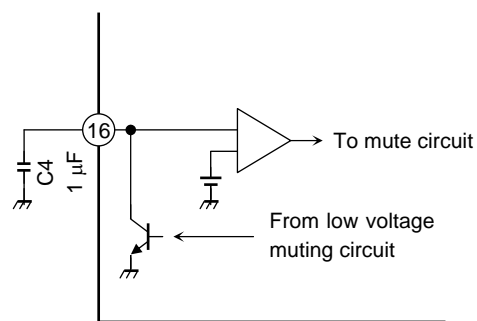 16
To mute circuit
C4
1 μF
From low voltage
muting circuit